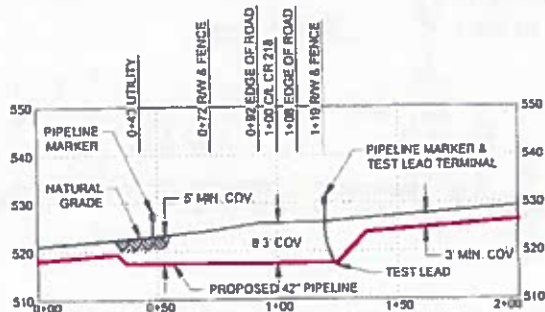 0+43 UTILITY
0+72 R/W & FENCE
0+92 EDGE OF ROAD
1+00 C/L CR 218
1+08 EDGE OF ROAD
1+19 R/W & FENCE
550
550
PIPELINE
MARKER
PIPELINE MARKER &
TEST LEAD TERMINAL
540
540
NATURAL
GRADE
5' MIN. COV.
530
530
8.3' COV
3' MIN. COV
520
520
TEST LEAD
PROPOSED 42" PIPELINE
510
510
0+00
0+50
1+00
1+50
2+00